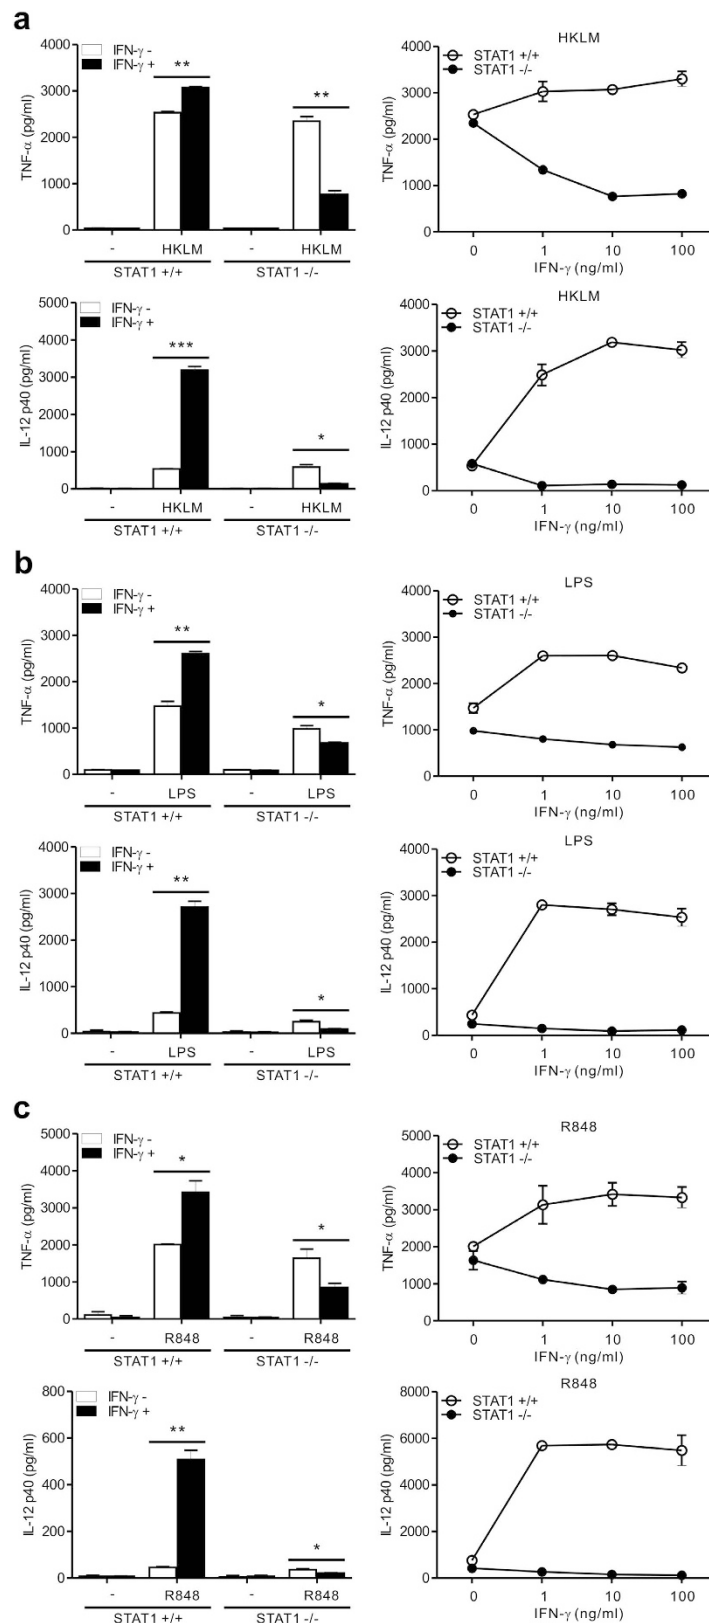 a
IFN-γ -
IFN-γ +
4000
3000
2000
1000
0
TNF-α (pg/ml)
**
**
- HKLM - HKLM
STAT1 +/+ STAT1 -/-
HKLM
STAT1 +/+
STAT1 -/-
4000
3000
2000
1000
0
TNF-α (pg/ml)
0 1 10 100
IFN-γ (ng/ml)
IFN-γ -
IFN-γ +
5000
4000
3000
2000
1000
0
IL-12 p40 (pg/ml)
***
*
- HKLM - HKLM
STAT1 +/+ STAT1 -/-
HKLM
STAT1 +/+
STAT1 -/-
4000
3000
2000
1000
0
IL-12 p40 (pg/ml)
0 1 10 100
IFN-γ (ng/ml)
b
IFN-γ -
IFN-γ +
4000
3000
2000
1000
0
TNF-α (pg/ml)
**
*
- LPS - LPS
STAT1 +/+ STAT1 -/-
LPS
STAT1 +/+
STAT1 -/-
4000
3000
2000
1000
0
TNF-α (pg/ml)
0 1 10 100
IFN-γ (ng/ml)
IFN-γ -
IFN-γ +
4000
3000
2000
1000
0
IL-12 p40 (pg/ml)
**
*
- LPS - LPS
STAT1 +/+ STAT1 -/-
LPS
STAT1 +/+
STAT1 -/-
4000
3000
2000
1000
0
IL-12 p40 (pg/ml)
0 1 10 100
IFN-γ (ng/ml)
c
IFN-γ -
IFN-γ +
5000
4000
3000
2000
1000
0
TNF-α (pg/ml)
*
*
- R848 - R848
STAT1 +/+ STAT1 -/-
R848
STAT1 +/+
STAT1 -/-
5000
4000
3000
2000
1000
0
TNF-α (pg/ml)
0 1 10 100
IFN-γ (ng/ml)
IFN-γ -
IFN-γ +
800
600
400
200
0
IL-12 p40 (pg/ml)
**
*
- R848 - R848
STAT1 +/+ STAT1 -/-
R848
STAT1 +/+
STAT1 -/-
8000
6000
4000
2000
0
IL-12 p40 (pg/ml)
0 1 10 100
IFN-γ (ng/ml)